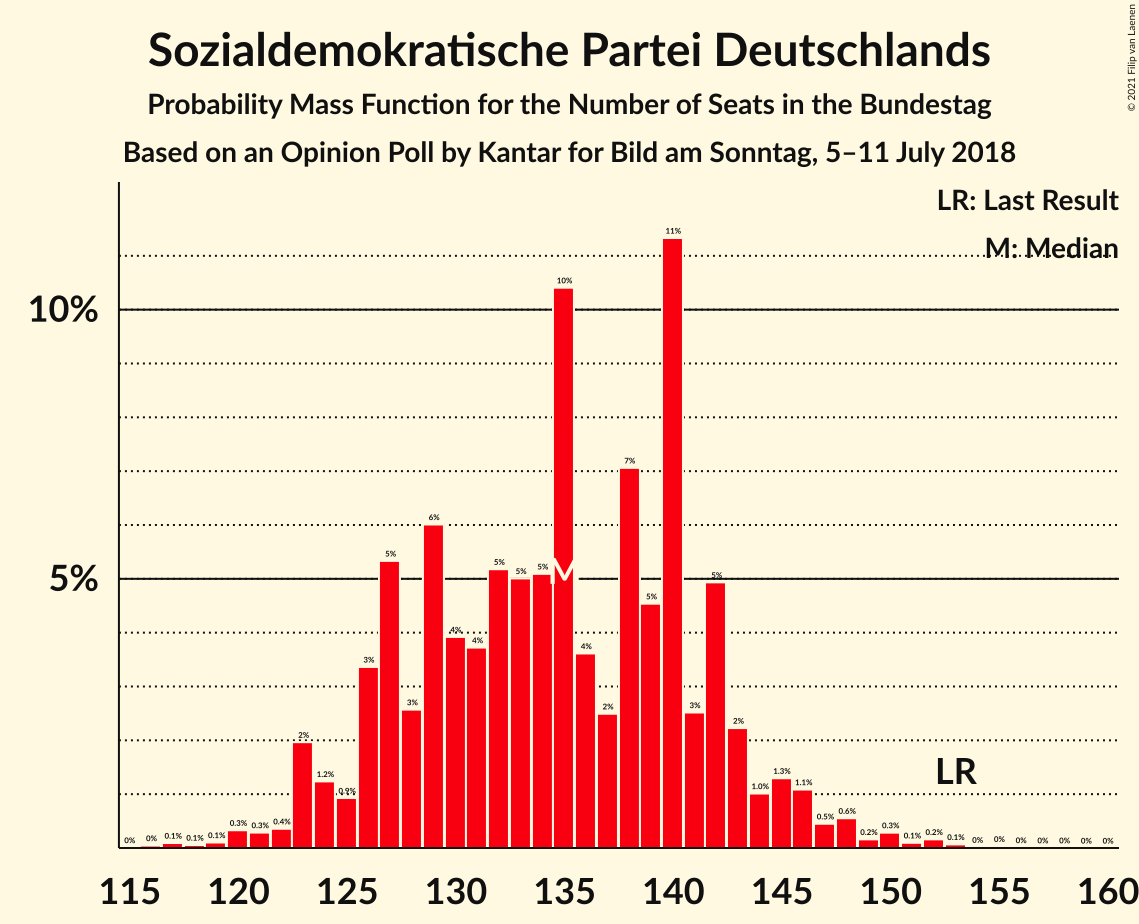 Sozialdemokratische Partei Deutschlands
Probability Mass Function for the Number of Seats in the Bundestag
Based on an Opinion Poll by Kantar for Bild am Sonntag, 5–11 July 2018
© 2021 Filip van Laenen
LR: Last Result
M: Median
10%
5%
0% 0% 0.1% 0.1% 0.1% 0.3% 0.3% 0.4% 2% 1.2% 0.9% 3% 5% 3% 6% 4% 4% 5% 5% 5% 10% 4% 2% 7% 5% 11% 3% 5% 2% 1.0% 1.3% 1.1% 0.5% 0.6% 0.2% 0.3% 0.1% 0.2% 0.1% 0% 0% 0% 0% 0% 0% 0%
M
LR
115 120 125 130 135 140 145 150 155 160